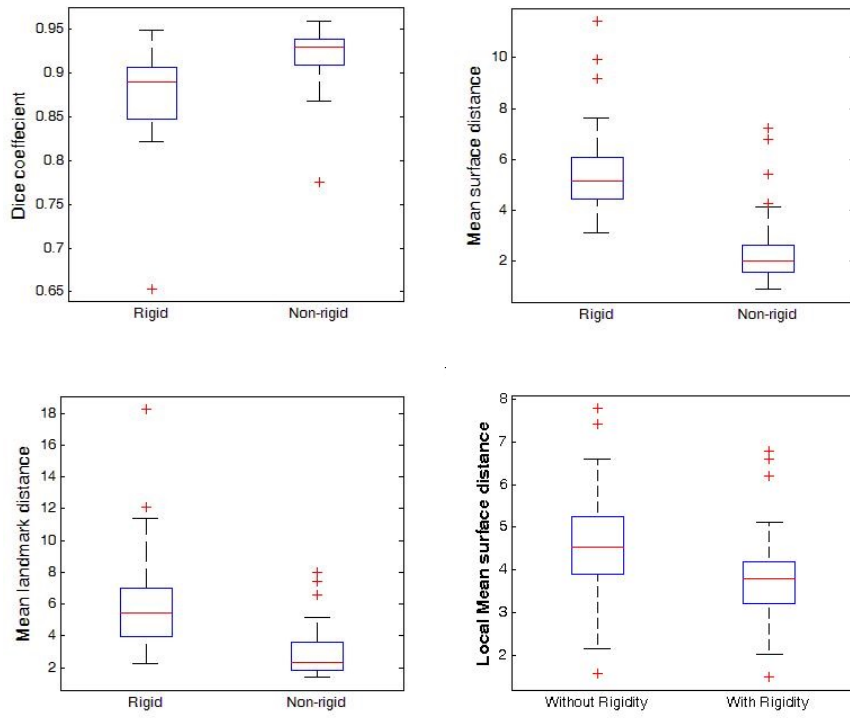 Dice coeffecient
0.95
0.9
0.85
0.8
0.75
0.7
0.65
Rigid
Non-rigid
Mean surface distance
10
8
6
4
2
Rigid
Non-rigid
Mean landmark distance
18
16
14
12
10
8
6
4
2
Rigid
Non-rigid
Local Mean surface distance
8
7
6
5
4
3
2
Without Rigidity
With Rigidity